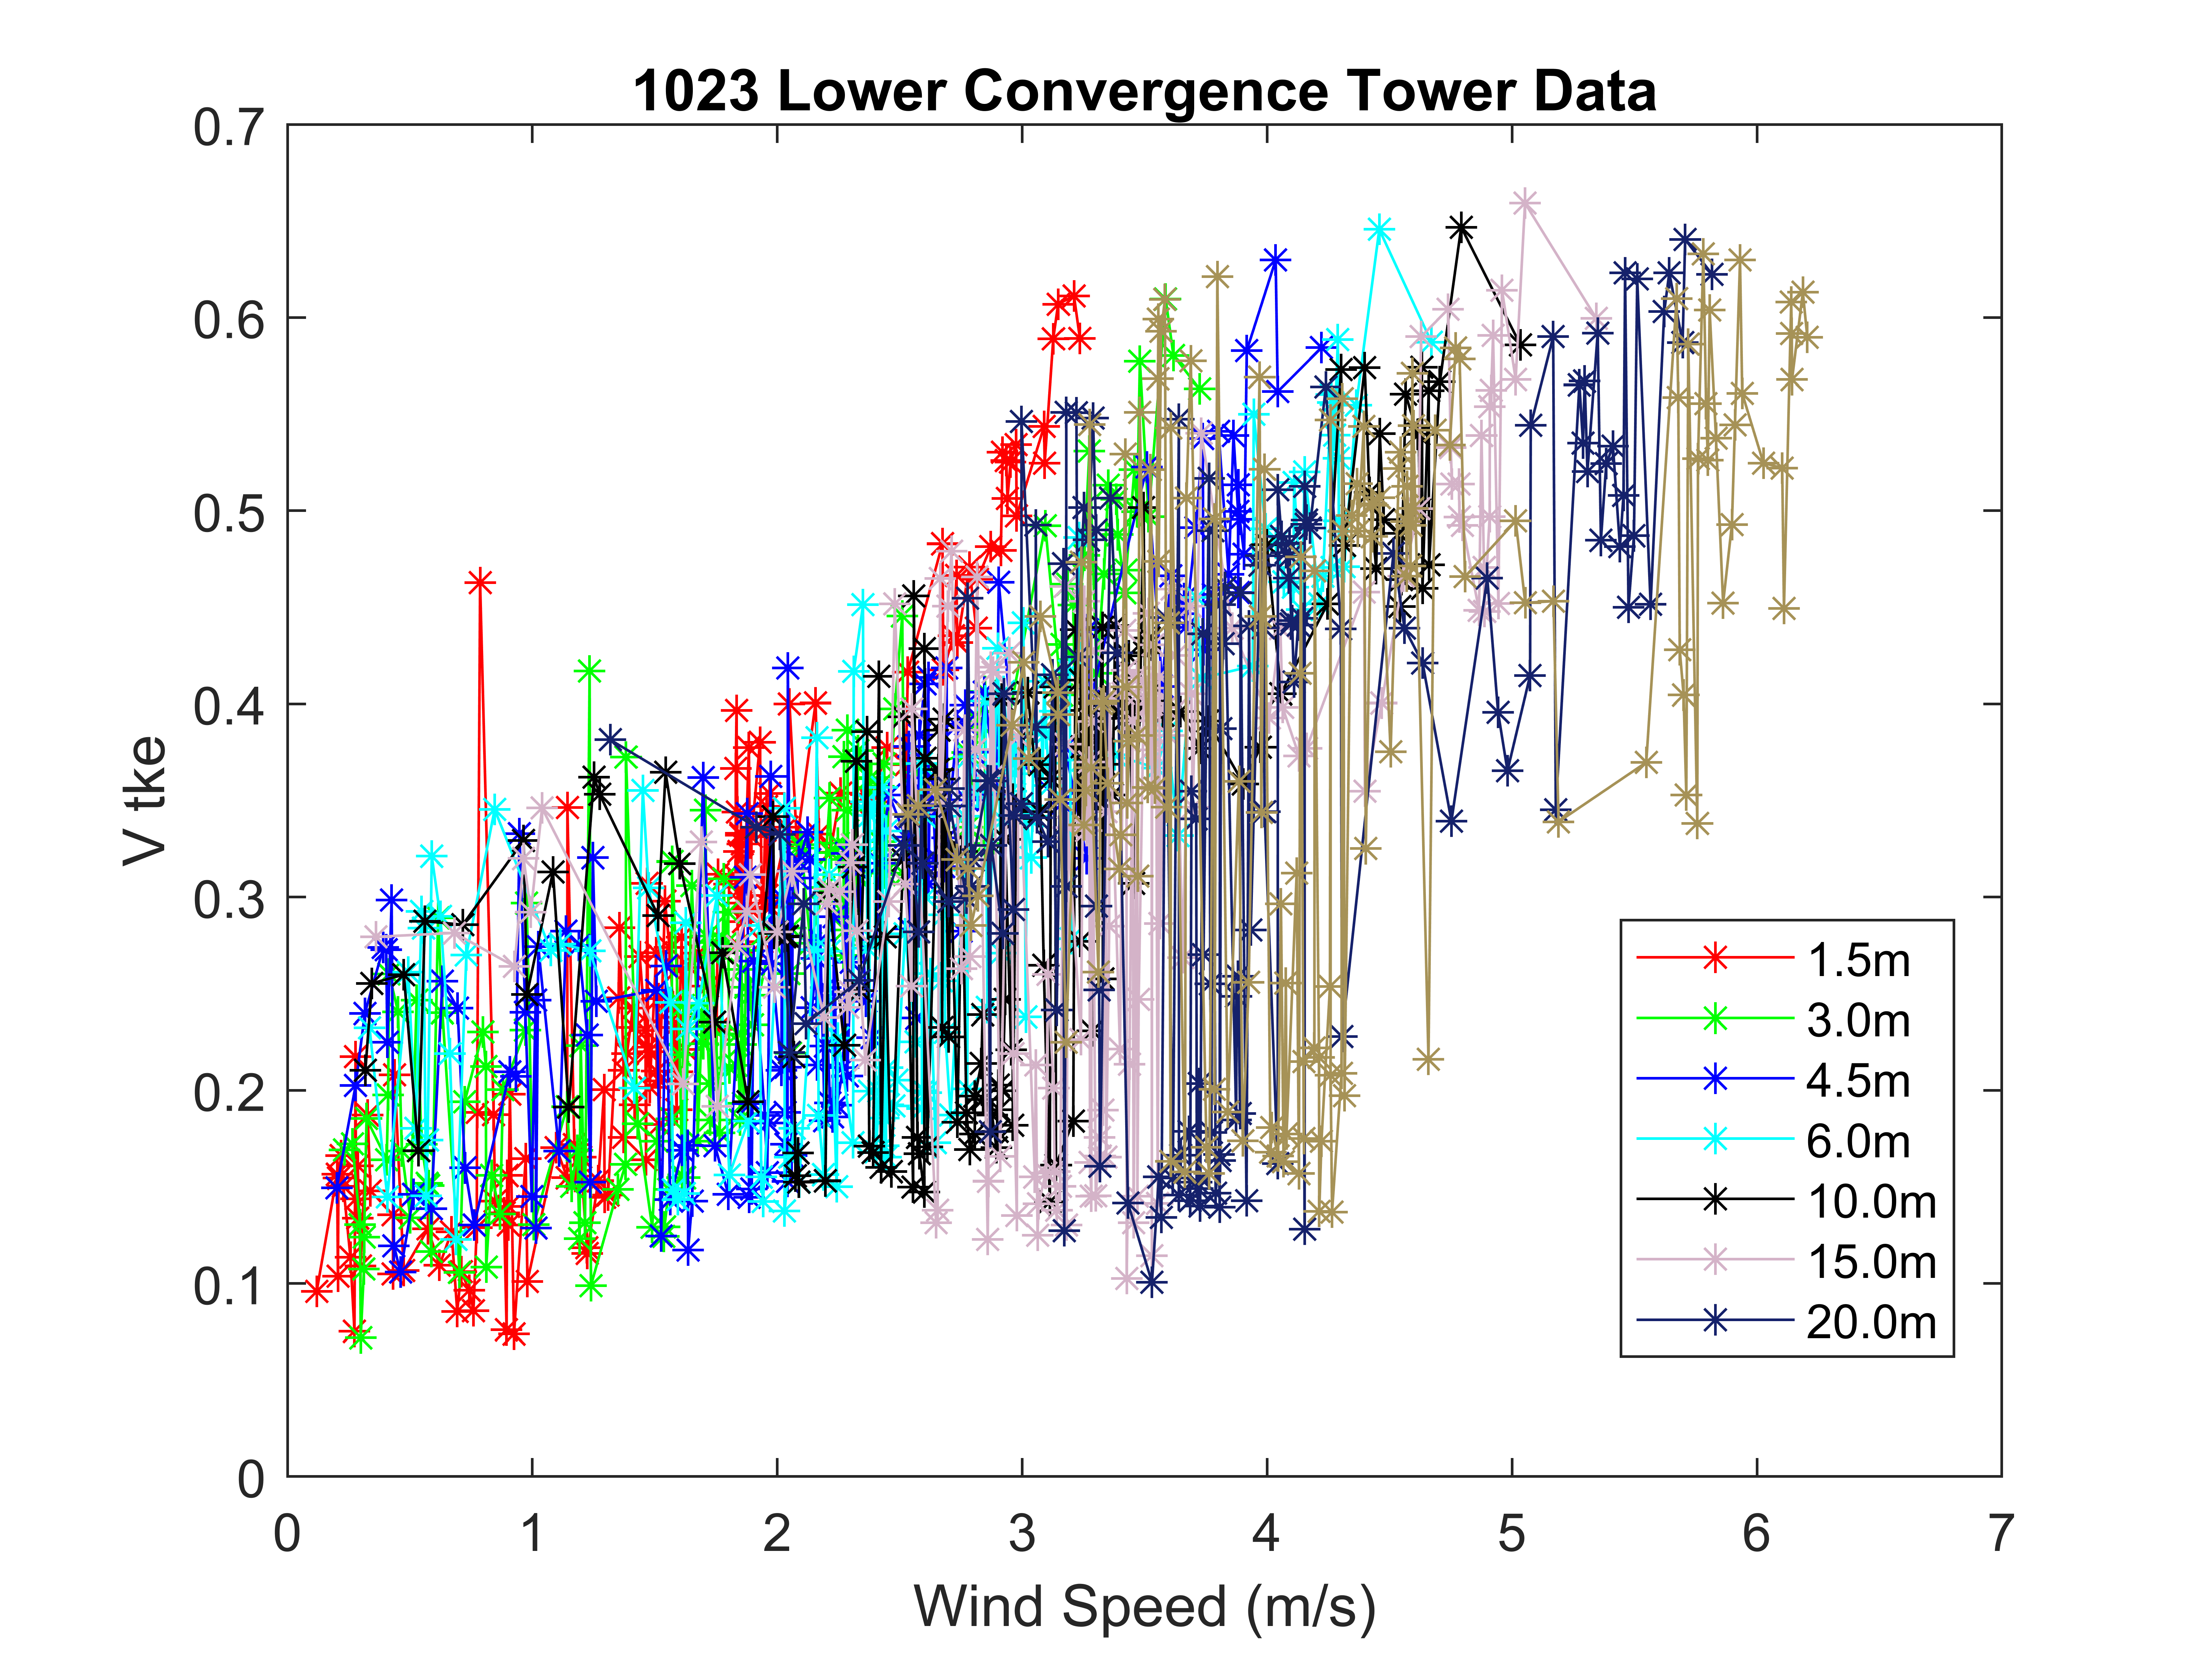 1023 Lower Convergence Tower Data
0.7
0.6
0.5
0.4
0.3
0.2
0.1
0
V tke
1.5m
3.0m
4.5m
6.0m
10.0m
15.0m
20.0m
0 1 2 3 4 5 6 7
Wind Speed (m/s)